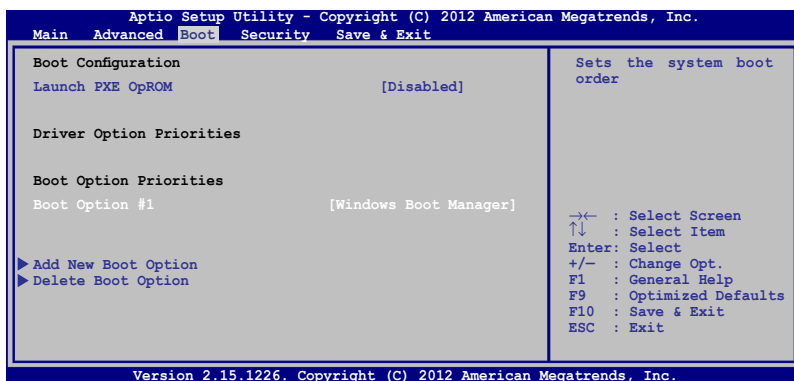 Aptio Setup Utility - Copyright (C) 2012 American Megatrends, Inc.
Main Advanced Boot Security Save & Exit
Boot Configuration
Launch PXE OpROM [Disabled]
Driver Option Priorities
Boot Option Priorities
Boot Option #1 [Windows Boot Manager]
Add New Boot Option
Delete Boot Option
Sets the system boot
order
→← : Select Screen
↑↓ : Select Item
Enter: Select
+/— : Change Opt.
F1 : General Help
F9 : Optimized Defaults
F10 : Save & Exit
ESC : Exit
Version 2.15.1226. Copyright (C) 2012 American Megatrends, Inc.